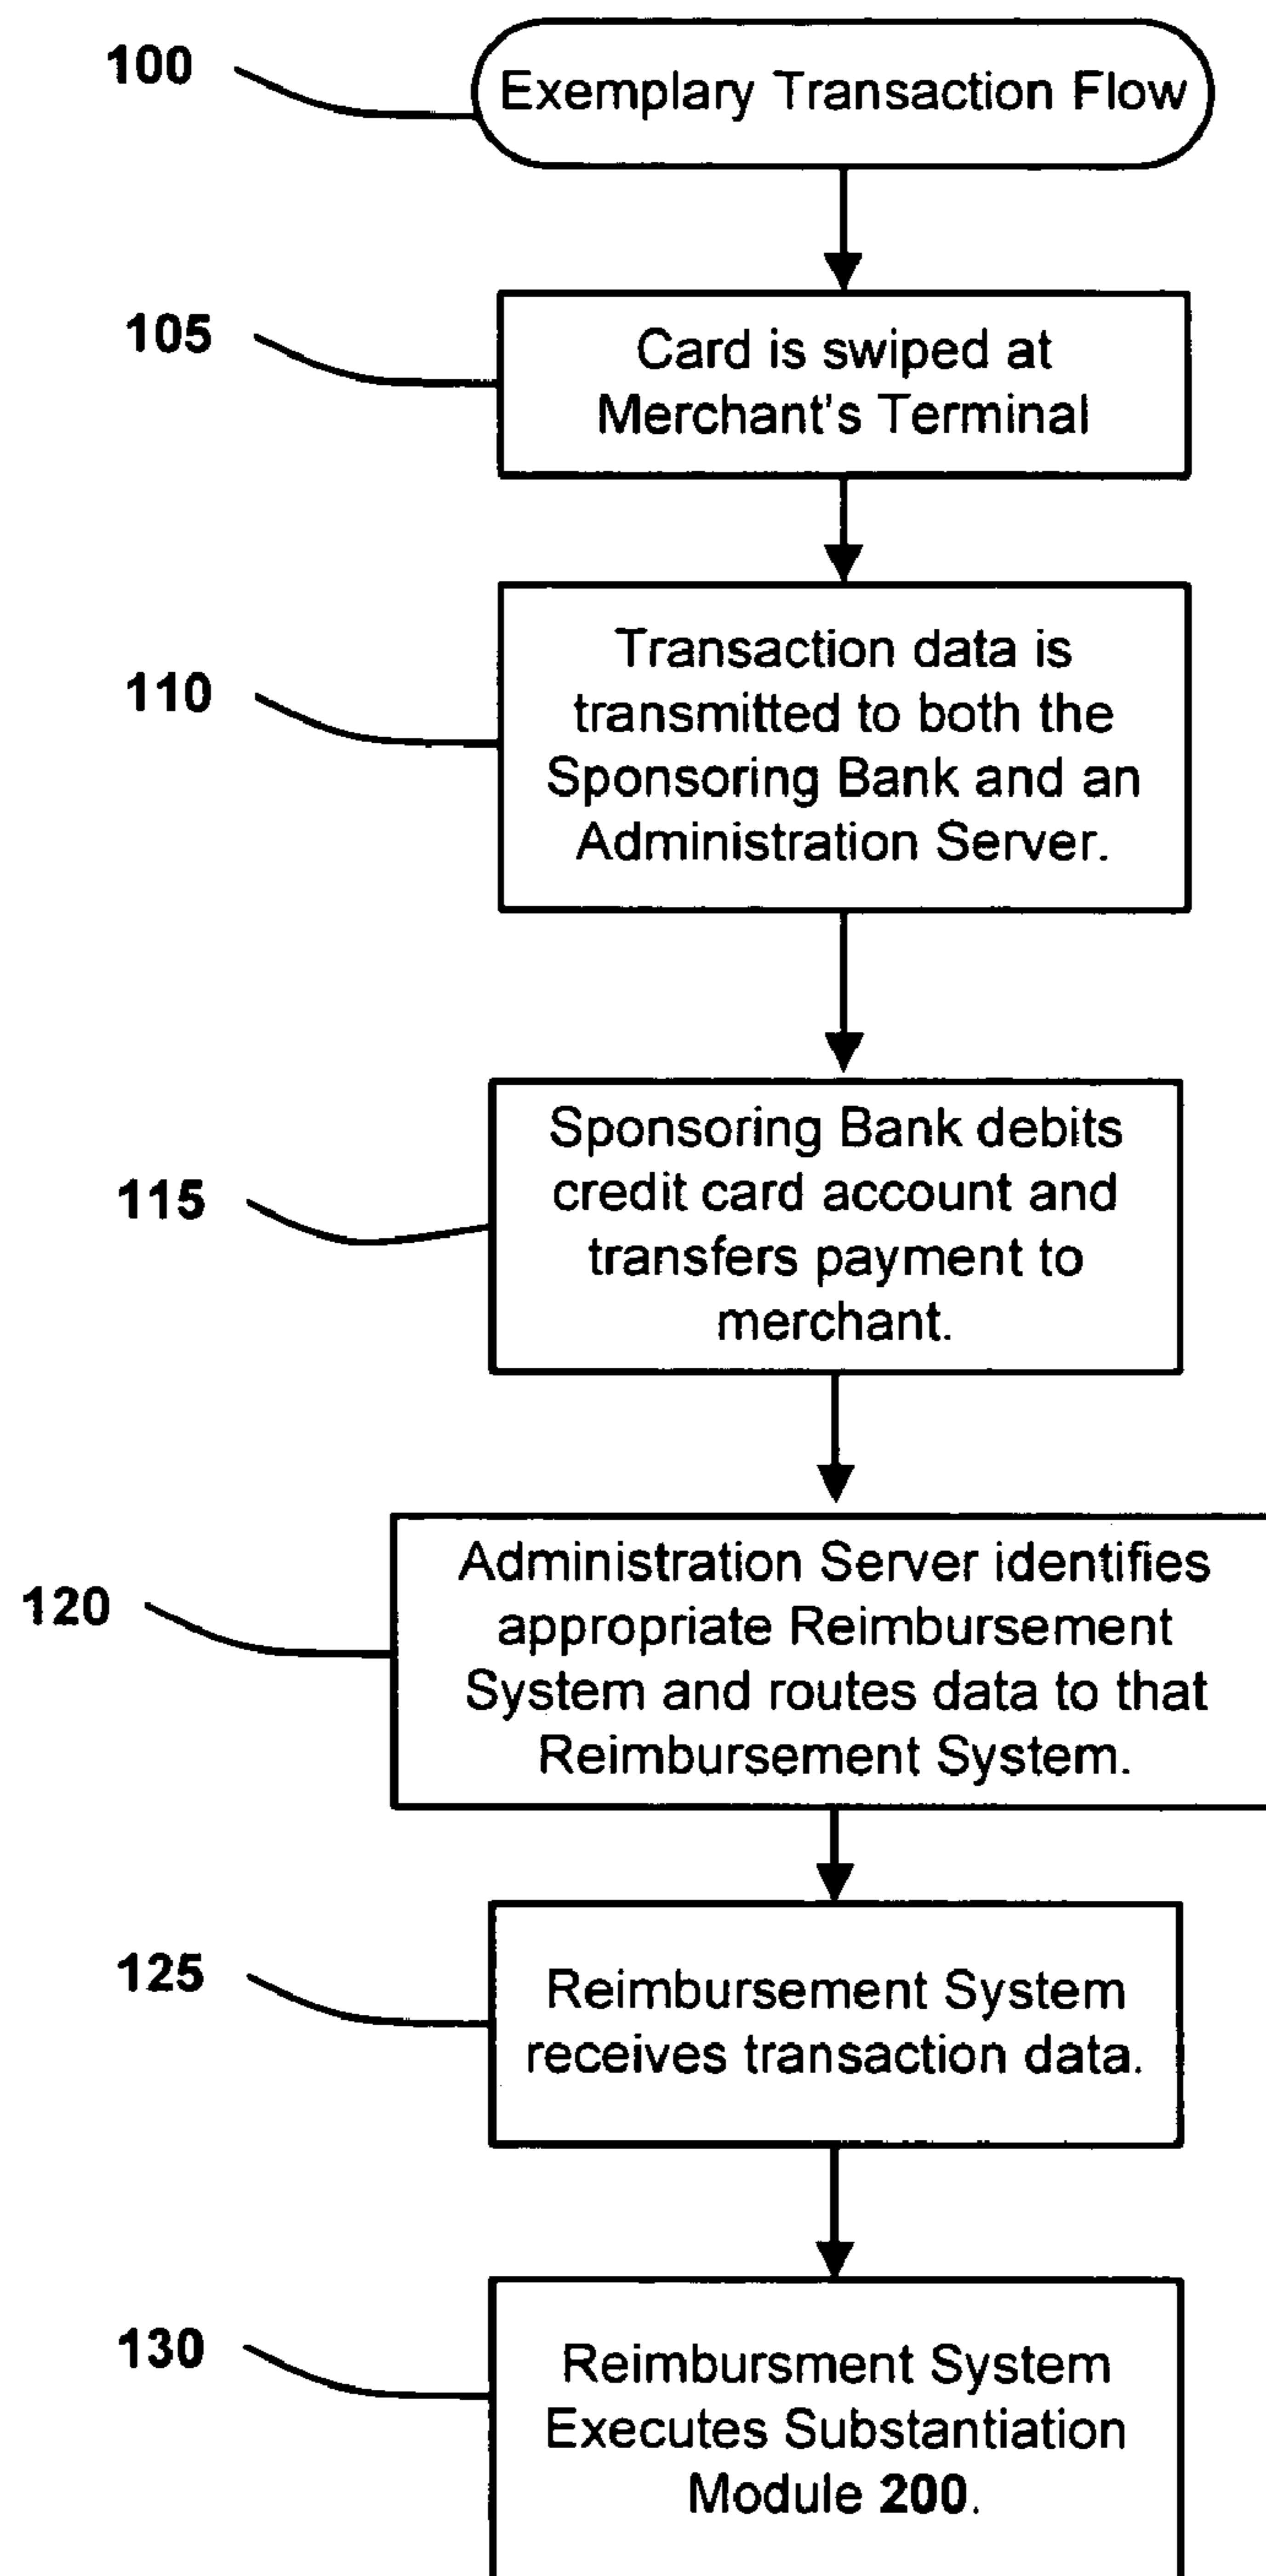 100
Exemplary Transaction Flow
105
Card is swiped at
Merchant's Terminal
110
Transaction data is
transmitted to both the
Sponsoring Bank and an
Administration Server.
115
Sponsoring Bank debits
credit card account and
transfers payment to
merchant.
120
Administration Server identifies
appropriate Reimbursement
System and routes data to that
Reimbursement System.
125
Reimbursement System
receives transaction data.
130
Reimbursment System
Executes Substantiation
Module 200.